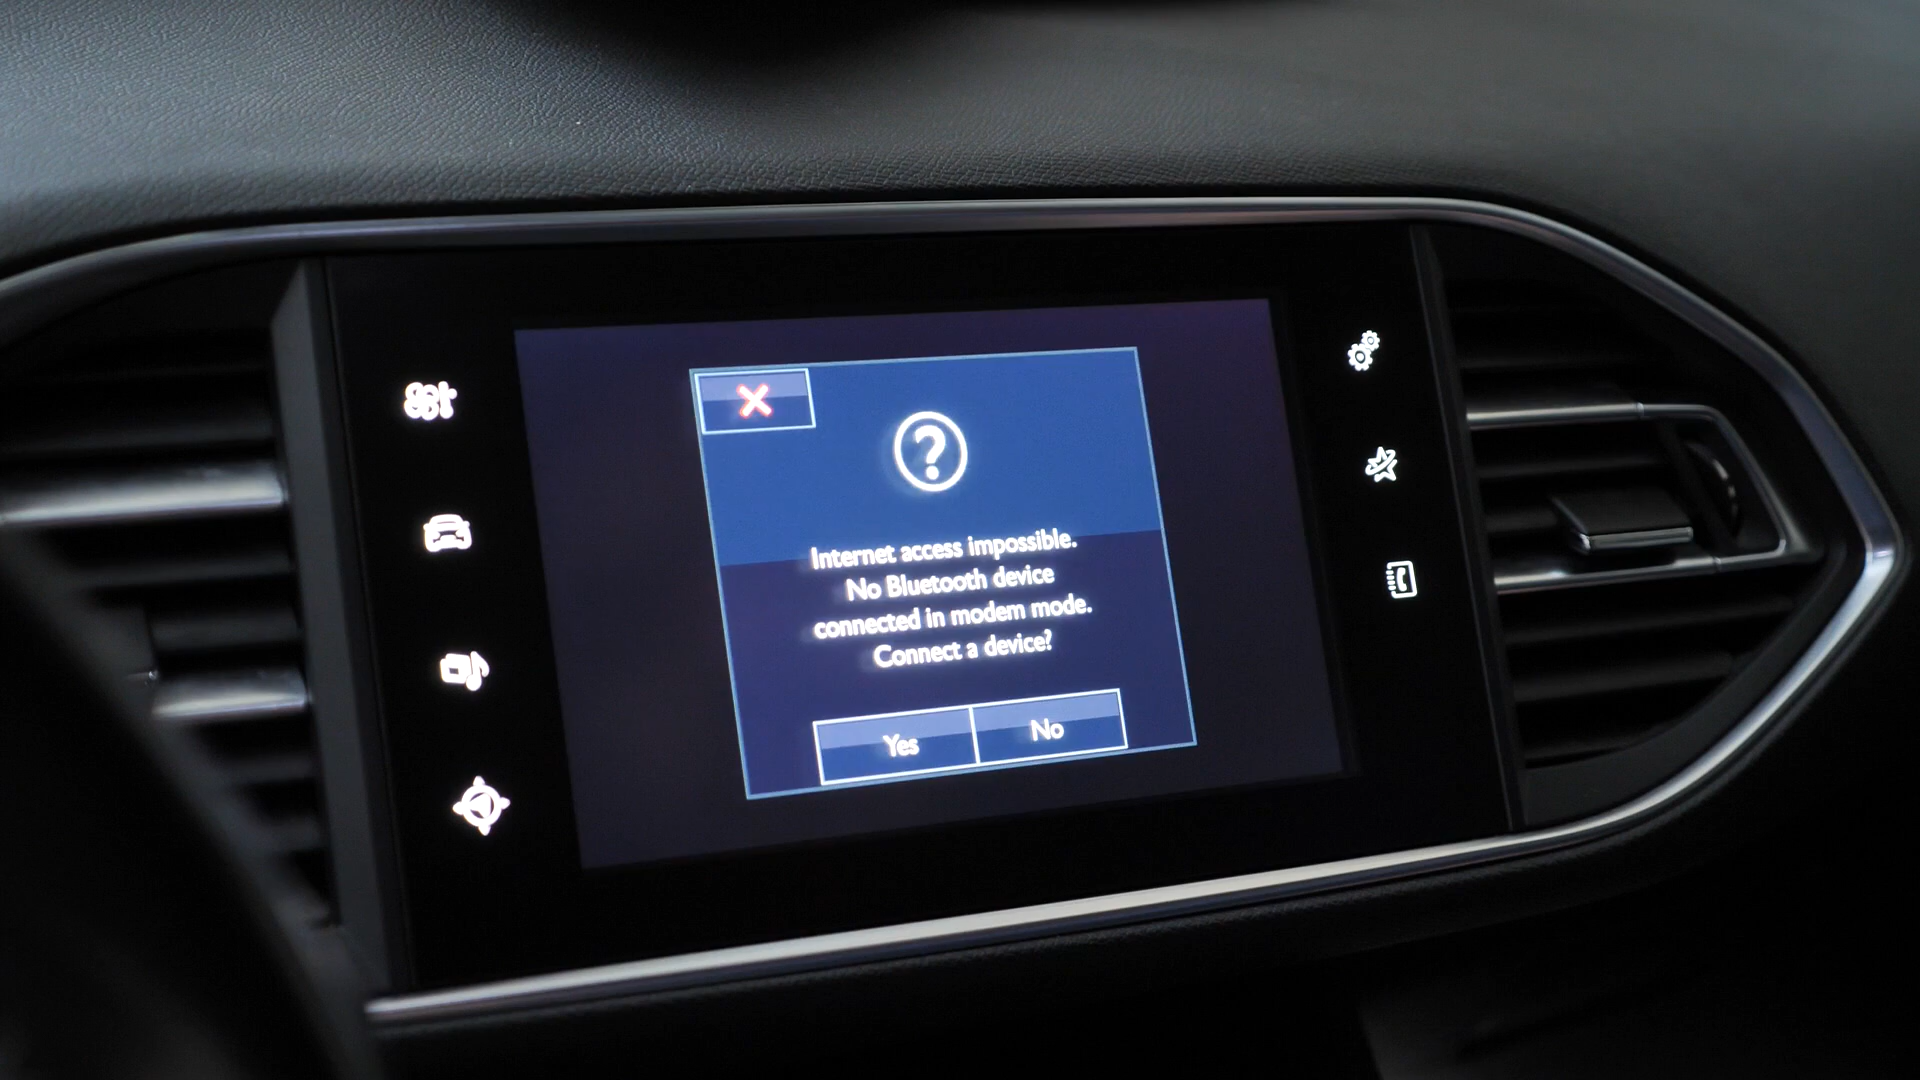 Internet access impossible.
No Bluetooth device
connected in modem mode.
Connect a device?
Yes
No